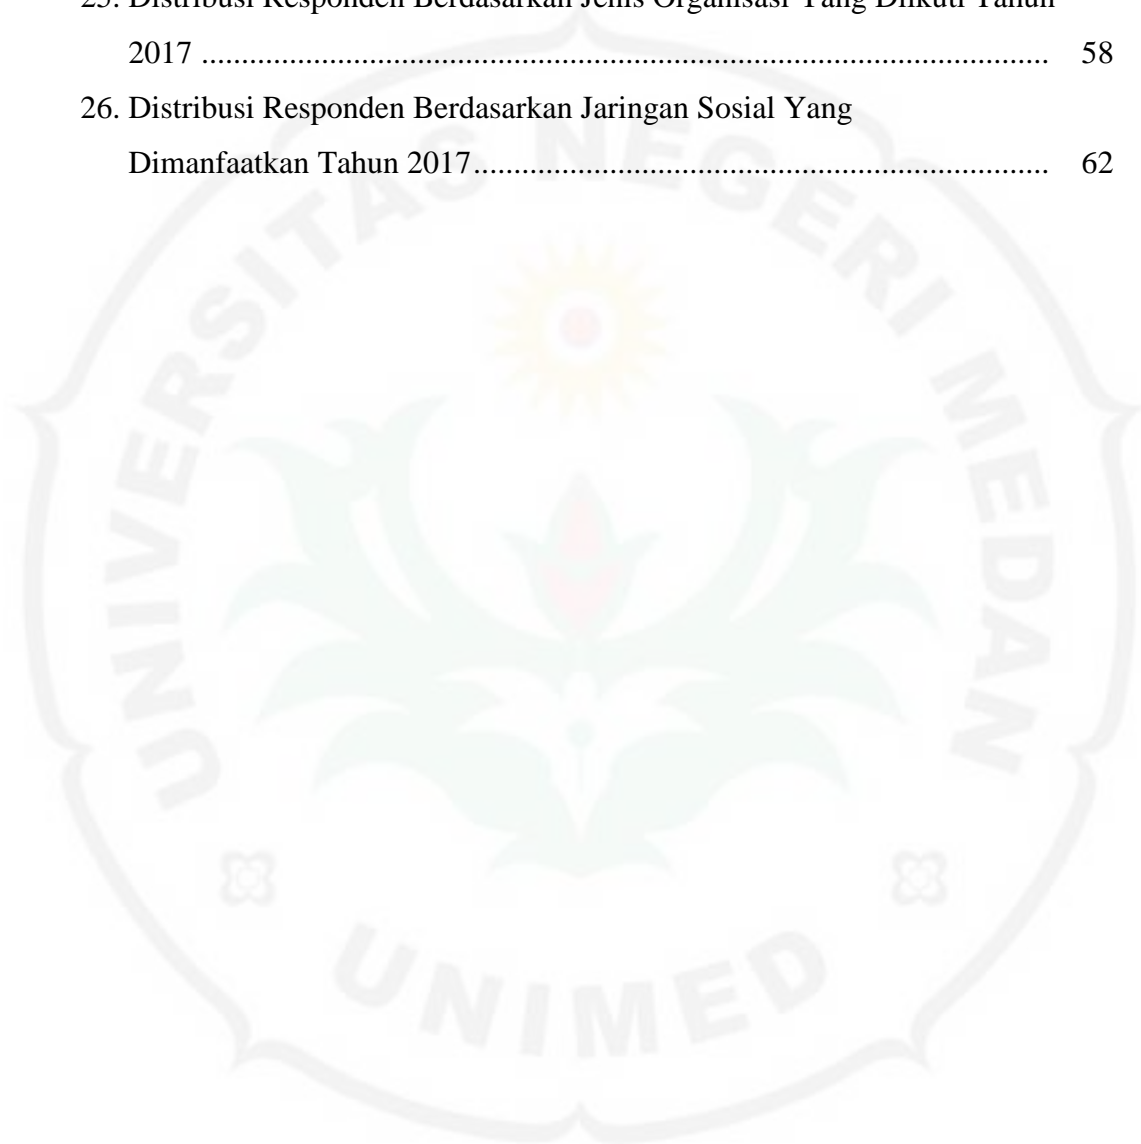 25. Distribusi Responden Berdasarkan Jenis Organisasi Yang Diikuti Tahun
2017 .......................................................................................................... 58
26. Distribusi Responden Berdasarkan Jaringan Sosial Yang
Dimanfaatkan Tahun 2017........................................................................ 62
UNIVERSITAS NEGERI MEDAN
UNIMED